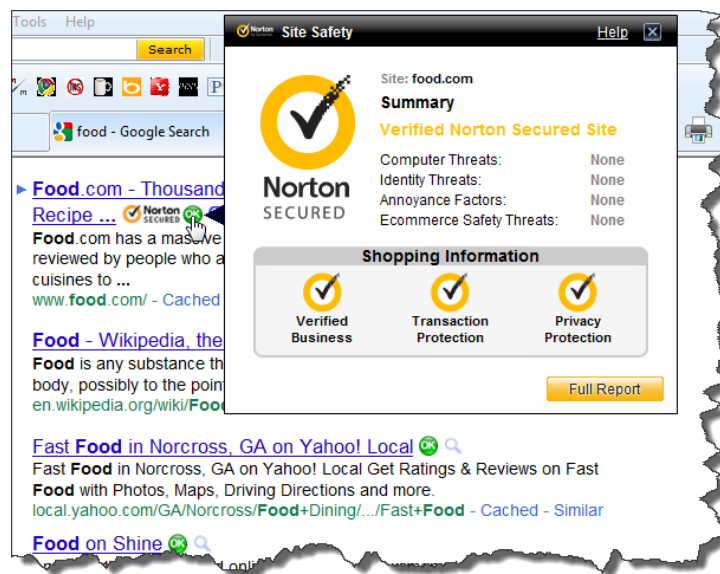 Tools Help
Search
food - Google Search
Norton Site Safety
Help
Site: food.com
Summary
Verified Norton Secured Site
Computer Threats: None
Identity Threats: None
Annoyance Factors: None
Ecommerce Safety Threats: None
Norton
SECURED
Shopping Information
Verified Business
Transaction Protection
Privacy Protection
Full Report
Food.com - Thousand
Recipe ... Norton SECURED OK
Food.com has a massive
reviewed by people who a
cuisines to ...
www.food.com/ - Cached
Food - Wikipedia, the
Food is any substance th
body, possibly to the poin
en.wikipedia.org/wiki/Food
Fast Food in Norcross, GA on Yahoo! Local OK
Fast Food in Norcross, GA on Yahoo! Local Get Ratings & Reviews on Fast
Food with Photos, Maps, Driving Directions and more.
local.yahoo.com/GA/Norcross/Food+Dining/.../Fast+Food - Cached - Similar
Food on Shine OK